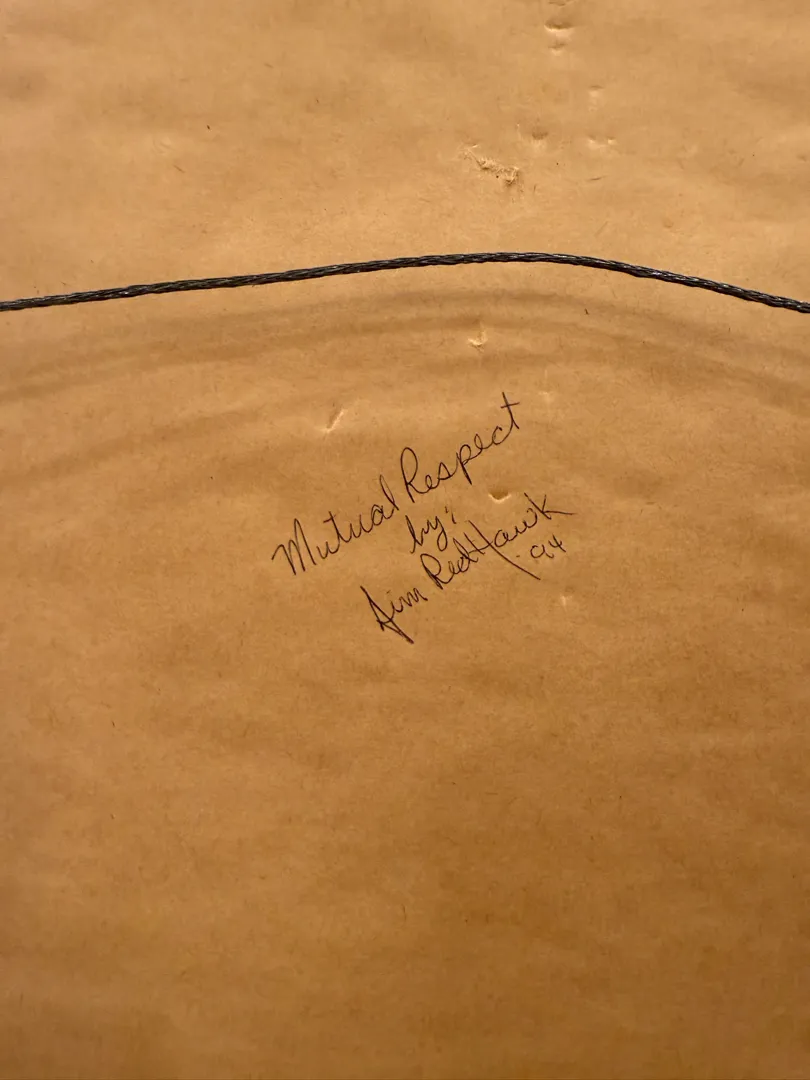 Mutual Respect
by:
Jim RedHawk
'94